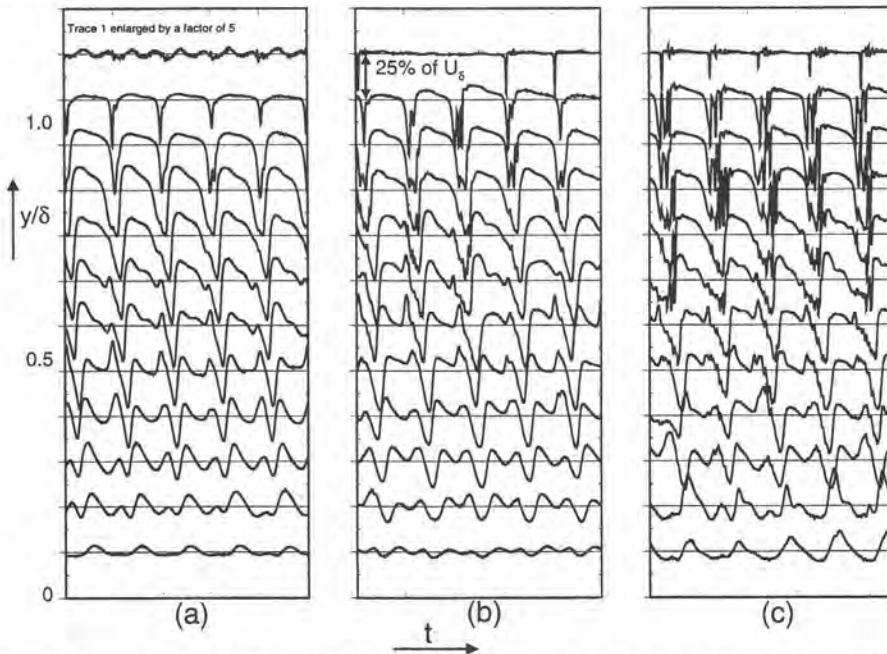 Trace 1 enlarged by a factor of 5
25% of U_δ
1.0
y/δ
0.5
0
(a)
(b)
(c)
t